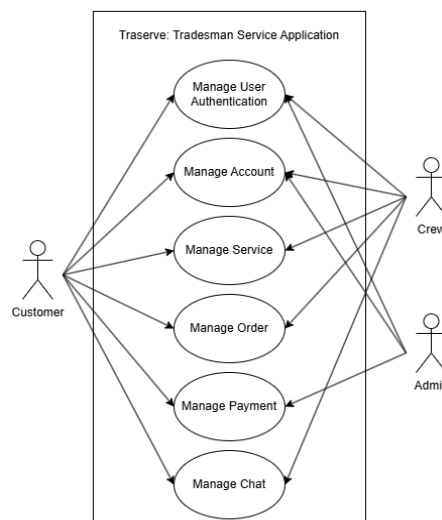 Traserve: Tradesman Service Application
Manage User
Authentication
Manage Account
Manage Service
Manage Order
Manage Payment
Manage Chat
Customer
Crew
Admi